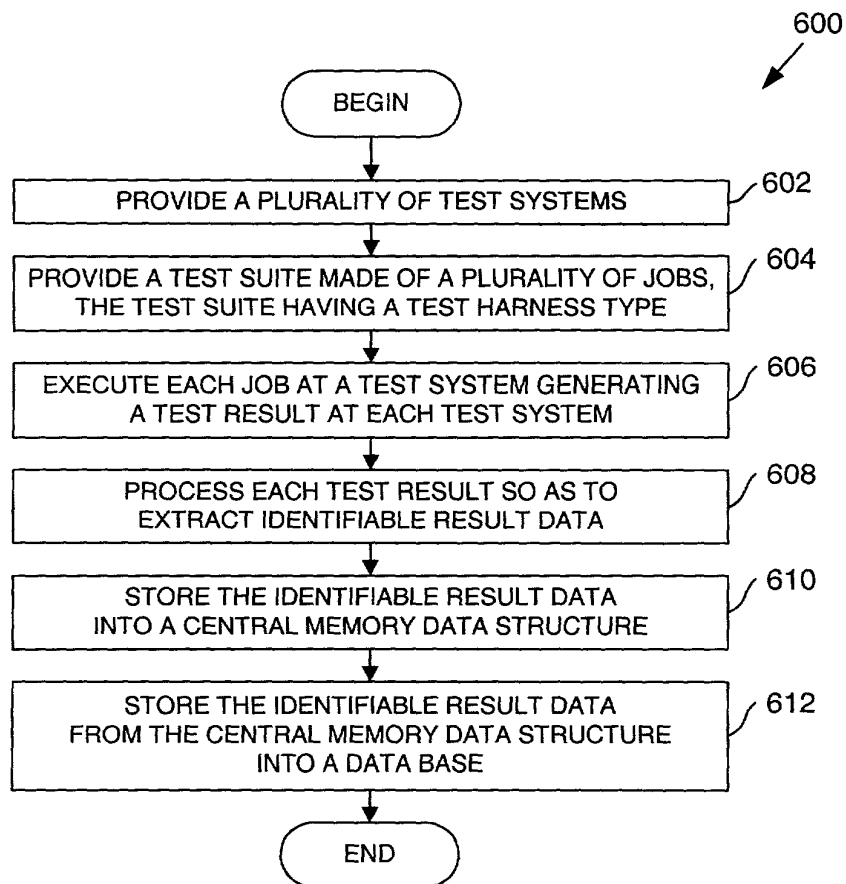 600
BEGIN
PROVIDE A PLURALITY OF TEST SYSTEMS
602
PROVIDE A TEST SUITE MADE OF A PLURALITY OF JOBS,
THE TEST SUITE HAVING A TEST HARNESS TYPE
604
EXECUTE EACH JOB AT A TEST SYSTEM GENERATING
A TEST RESULT AT EACH TEST SYSTEM
606
PROCESS EACH TEST RESULT SO AS TO
EXTRACT IDENTIFIABLE RESULT DATA
608
STORE THE IDENTIFIABLE RESULT DATA
INTO A CENTRAL MEMORY DATA STRUCTURE
610
STORE THE IDENTIFIABLE RESULT DATA
FROM THE CENTRAL MEMORY DATA STRUCTURE
INTO A DATA BASE
612
END